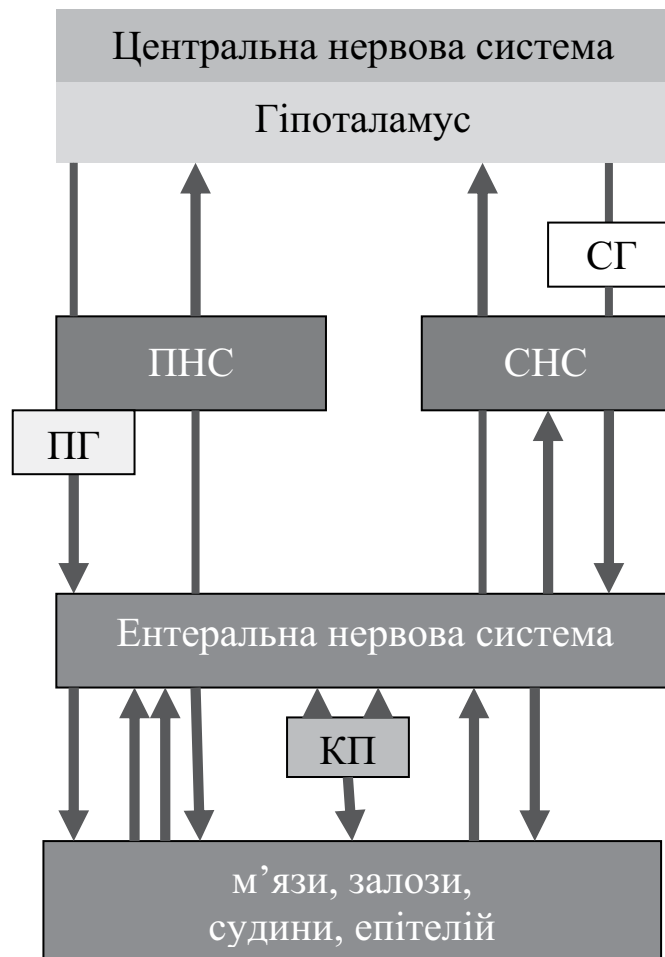 Центральна нервова система
Гіпоталамус
СГ
ПНС
СНС
ПГ
Ентеральна нервова система
КП
м’язи, залози,
судини, епітелій